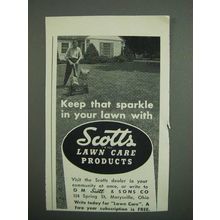 Keep that sparkle
in your lawn with
Scotts
LAWN CARE
PRODUCTS
Visit the Scotts dealer in your
community at once, or write to
O M Scott & SONS CO
148 Spring St, Marysville, Ohio
Write today for "Lawn Care". A
two year subscription is FREE.